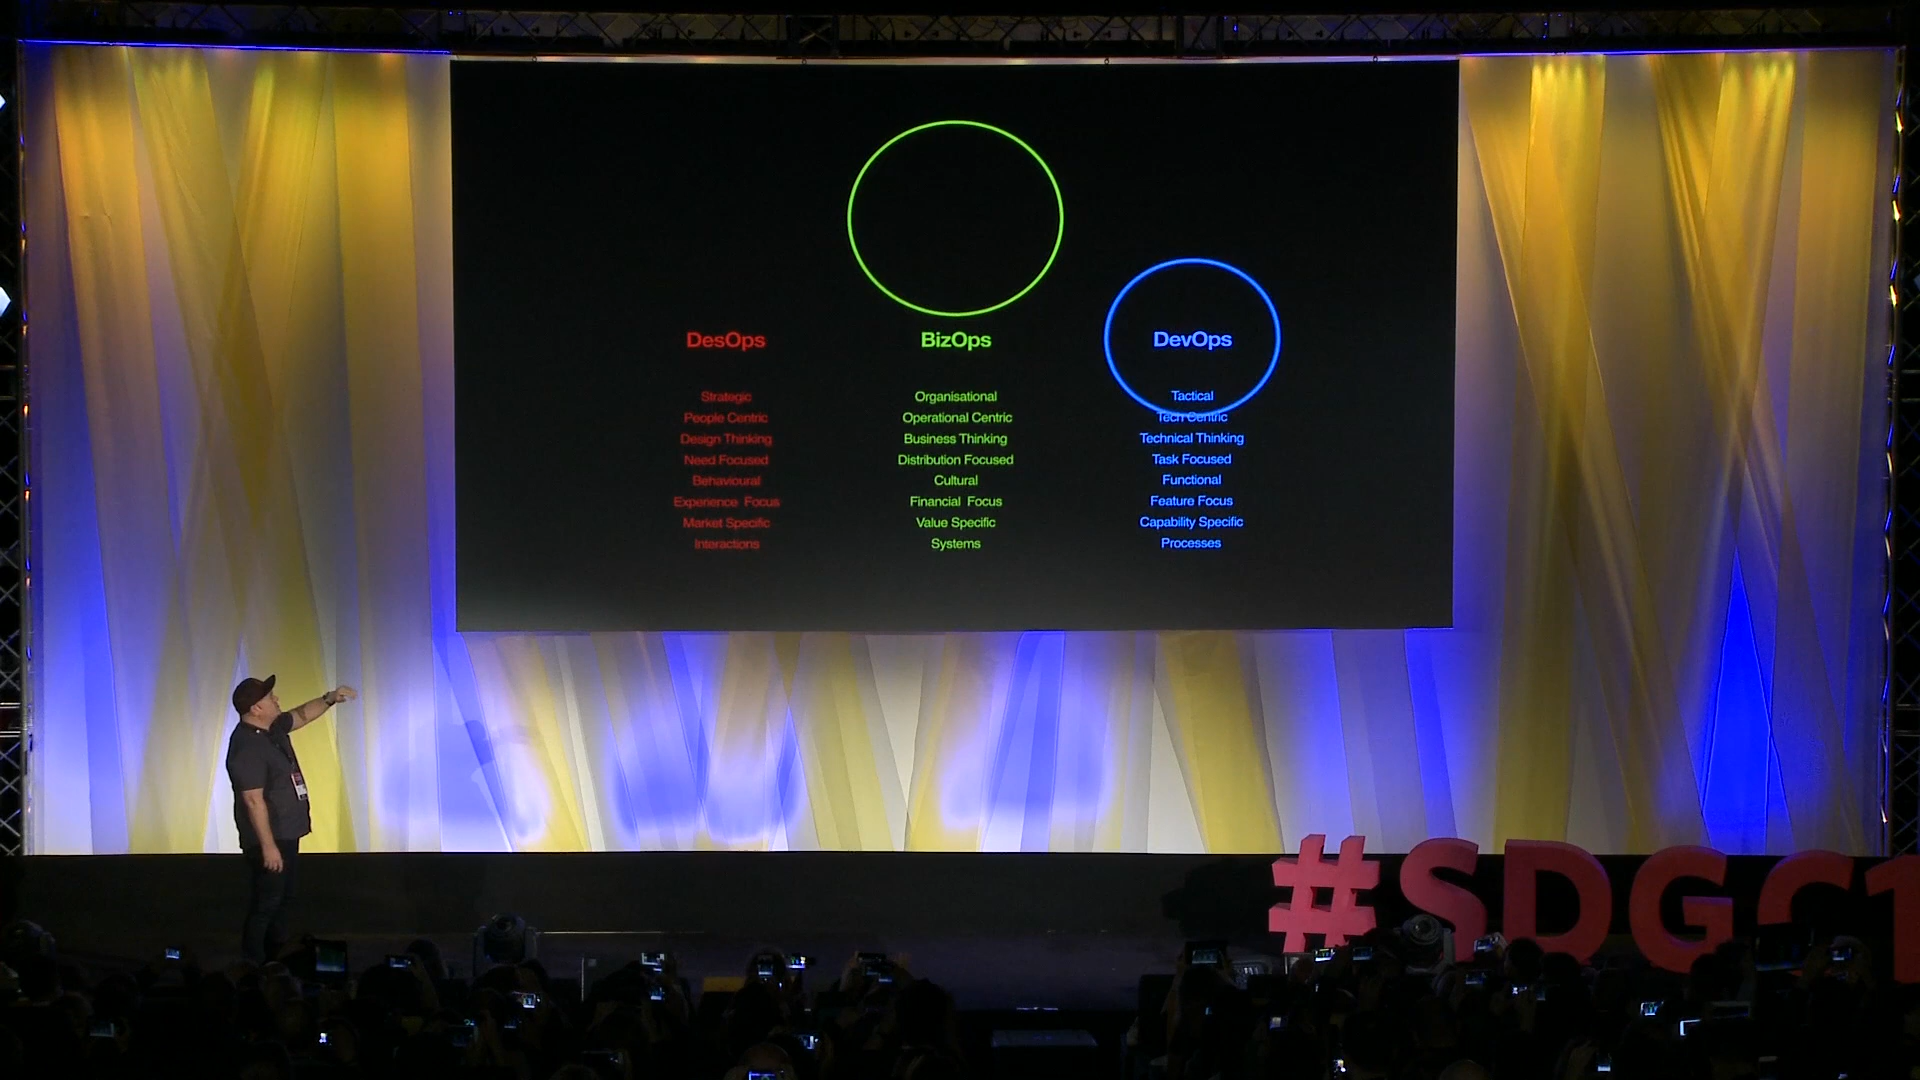 DesOps
Strategic
People Centric
Design Thinking
Need Focused
Behavioural
Experience Focus
Market Specific
Interactions
BizOps
Organisational
Operational Centric
Business Thinking
Distribution Focused
Cultural
Financial Focus
Value Specific
Systems
DevOps
Tactical
Tech Centric
Technical Thinking
Task Focused
Functional
Feature Focus
Capability Specific
Processes
#SDGC1